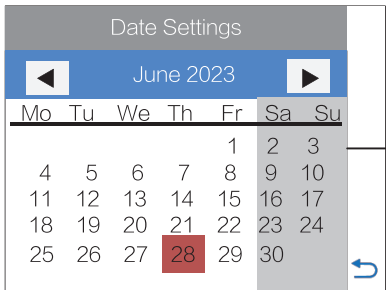 Date Settings
June 2023
Mo Tu We Th Fr Sa Su
1 2 3
4 5 6 7 8 9 10
11 12 13 14 15 16 17
18 19 20 21 22 23 24
25 26 27 28 29 30